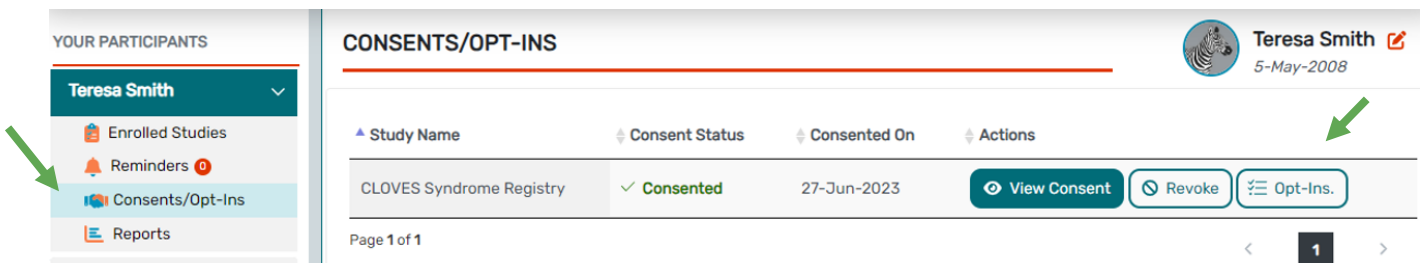 YOUR PARTICIPANTS
Teresa Smith
Enrolled Studies
Reminders 0
Consents/Opt-Ins
Reports
CONSENTS/OPT-INS
Teresa Smith
5-May-2008
Study Name Consent Status Consented On Actions
CLOVES Syndrome Registry Consented 27-Jun-2023 View Consent Revoke Opt-Ins.
Page 1 of 1
1